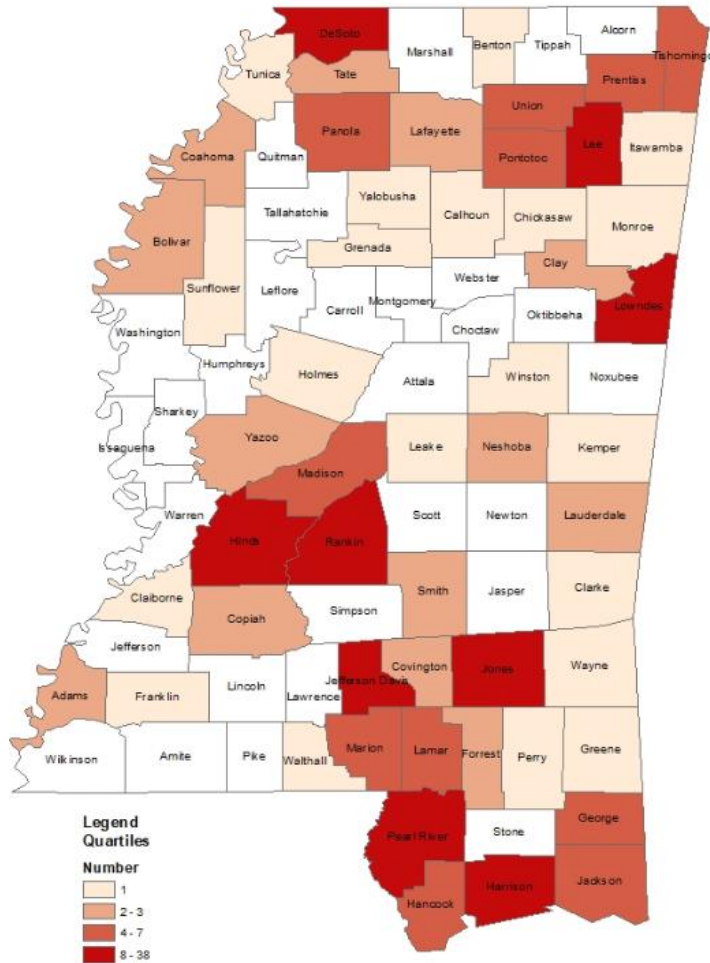 DeSoto
Marshall
Benton
Tippah
Alcorn
Tishomingo
Tunica
Tate
Prentiss
Union
Panola
Lafayette
Lee
Coahoma
Quitman
Pontotoc
Itawamba
Tallahatchie
Yalobusha
Calhoun
Chickasaw
Monroe
Bolivar
Grenada
Clay
Sunflower
Leflore
Webster
Carroll
Montgomery
Lowndes
Washington
Choctaw
Oktibbeha
Humphreys
Holmes
Attala
Winston
Noxubee
Sharkey
Issaquena
Yazoo
Leake
Neshoba
Kemper
Madison
Warren
Scott
Newton
Lauderdale
Hinds
Rankin
Claiborne
Copiah
Simpson
Smith
Jasper
Clarke
Jefferson
Covington
Jones
Wayne
Adams
Franklin
Lincoln
Lawrence
Jefferson Davis
Wilkinson
Amite
Pike
Walthall
Marion
Lamar
Forrest
Perry
Greene
George
Pearl River
Stone
Hancock
Harrison
Jackson
Legend
Quartiles
Number
1
2 - 3
4 - 7
8 - 38